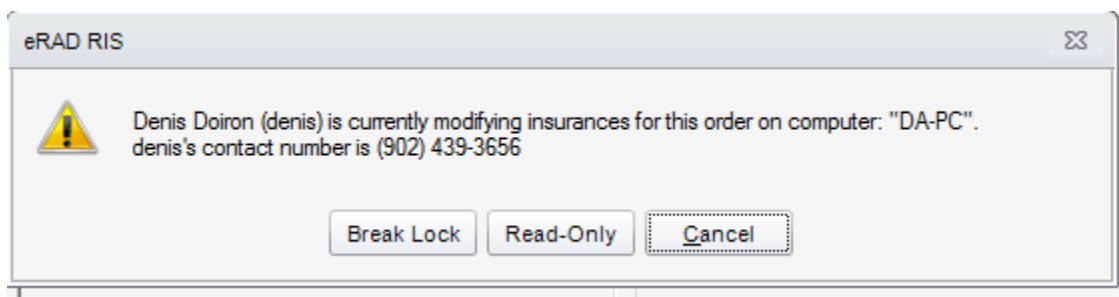 eRAD RIS
Denis Doiron (denis) is currently modifying insurances for this order on computer: "DA-PC".
denis's contact number is (902) 439-3656
Break Lock
Read-Only
Cancel